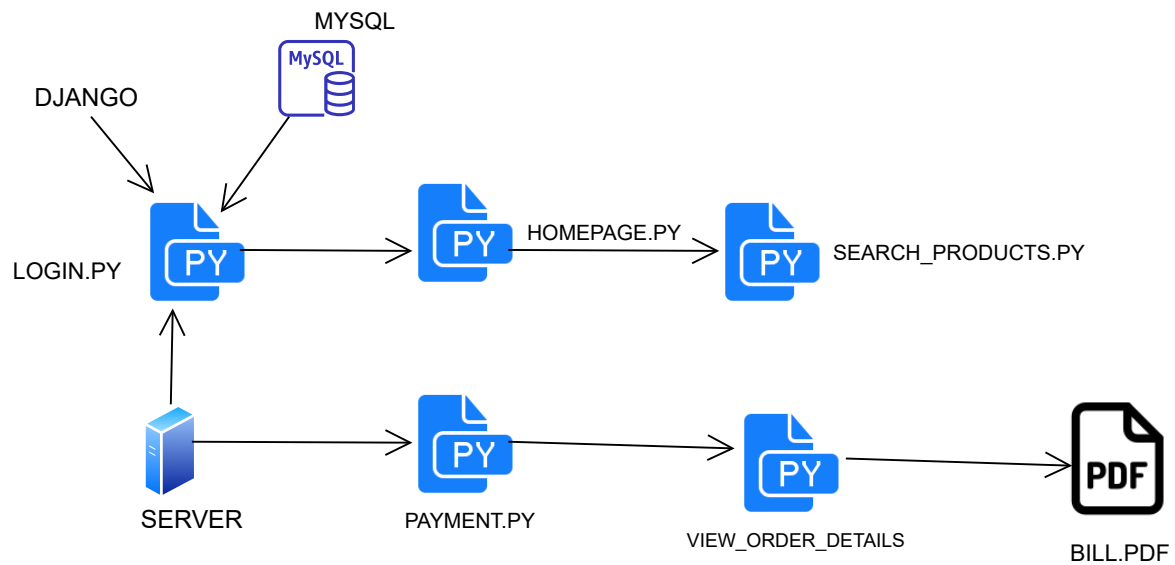 MYSQL
MySQL
DJANGO
HOMEPAGE.PY
PY
PY
PY
LOGIN.PY
SEARCH_PRODUCTS.PY
PY
PY
PDF
SERVER
PAYMENT.PY
VIEW_ORDER_DETAILS
BILL.PDF